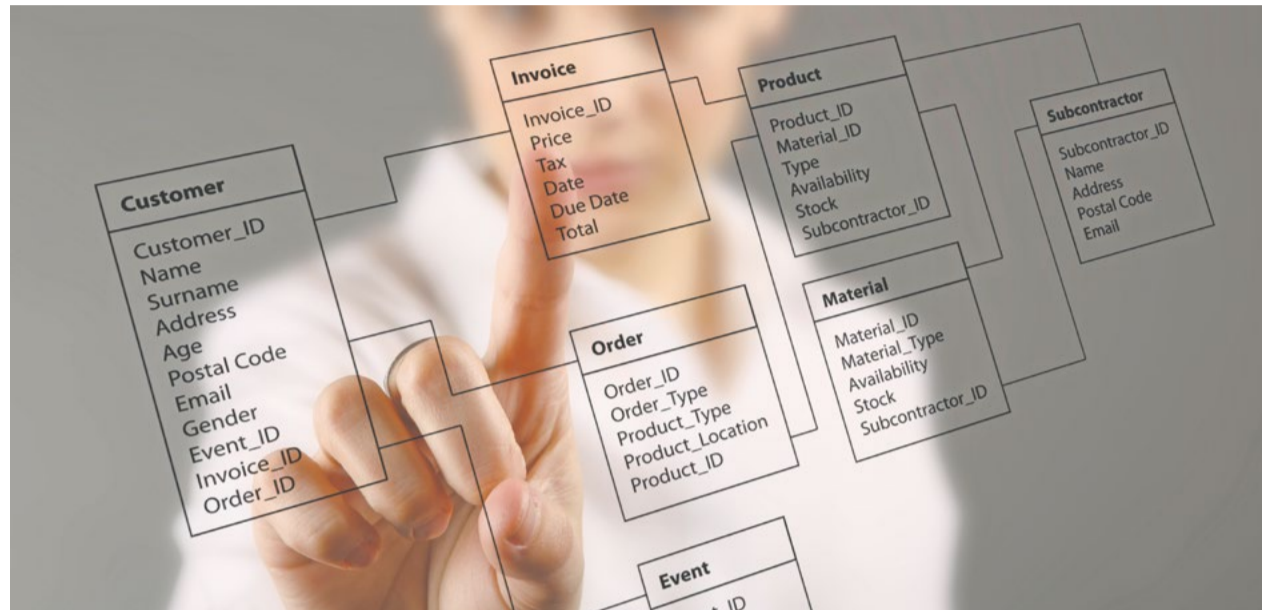 Customer
Customer_ID
Name
Surname
Address
Age
Postal Code
Email
Gender
Event_ID
Invoice_ID
Order_ID
Invoice
Invoice_ID
Price
Tax
Date
Due Date
Total
Product
Product_ID
Material_ID
Type
Availability
Stock
Subcontractor_ID
Subcontractor
Subcontractor_ID
Name
Address
Postal Code
Email
Order
Order_ID
Order_Type
Product_Type
Product_Location
Product_ID
Material
Material_ID
Material_Type
Availability
Stock
Subcontractor_ID
Event